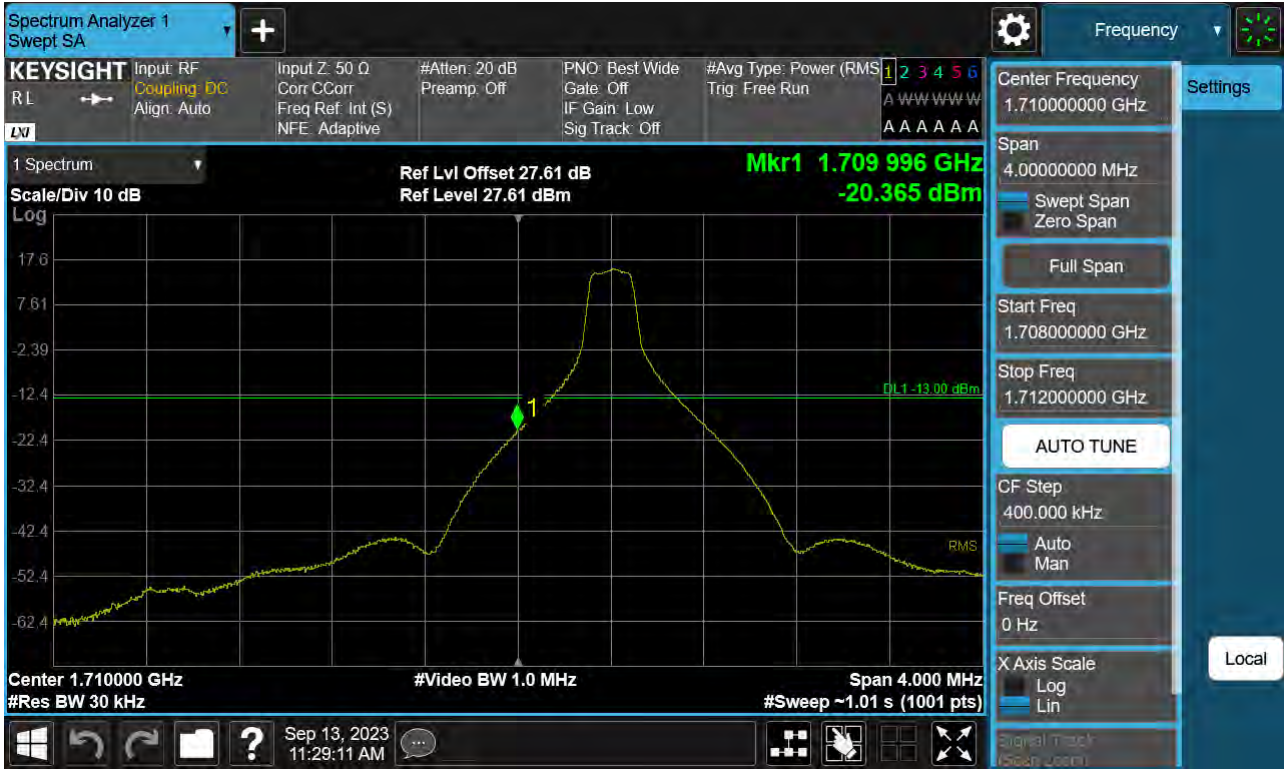 Spectrum Analyzer 1
Swept SA
+
Frequency
KEYSIGHT
RL
LXI
Input: RF
Coupling: DC
Align: Auto
Input Z: 50 Ω
Corr CCorr
Freq Ref: Int (S)
NFE: Adaptive
#Atten: 20 dB
Preamp: Off
PNO: Best Wide
Gate: Off
IF Gain: Low
Sig Track: Off
#Avg Type: Power (RMS
Trig: Free Run
1 2 3 4 5 6
A W W W W W
A A A A A A
1 Spectrum
Scale/Div 10 dB
Log
Ref Lvl Offset 27.61 dB
Ref Level 27.61 dBm
Mkr1 1.709 996 GHz
-20.365 dBm
17.6
7.61
-2.39
-12.4
-22.4
-32.4
-42.4
-52.4
-62.4
1
DL1 -13.00 dBm
RMS
Center 1.710000 GHz
#Video BW 1.0 MHz
Span 4.000 MHz
#Res BW 30 kHz
#Sweep ~1.01 s (1001 pts)
Center Frequency
1.710000000 GHz
Span
4.00000000 MHz
Swept Span
Zero Span
Full Span
Start Freq
1.708000000 GHz
Stop Freq
1.712000000 GHz
AUTO TUNE
CF Step
400.000 kHz
Auto
Man
Freq Offset
0 Hz
X Axis Scale
Log
Lin
Signal Track
(Span Zoom)
Settings
Local
?
Sep 13, 2023
11:29:11 AM